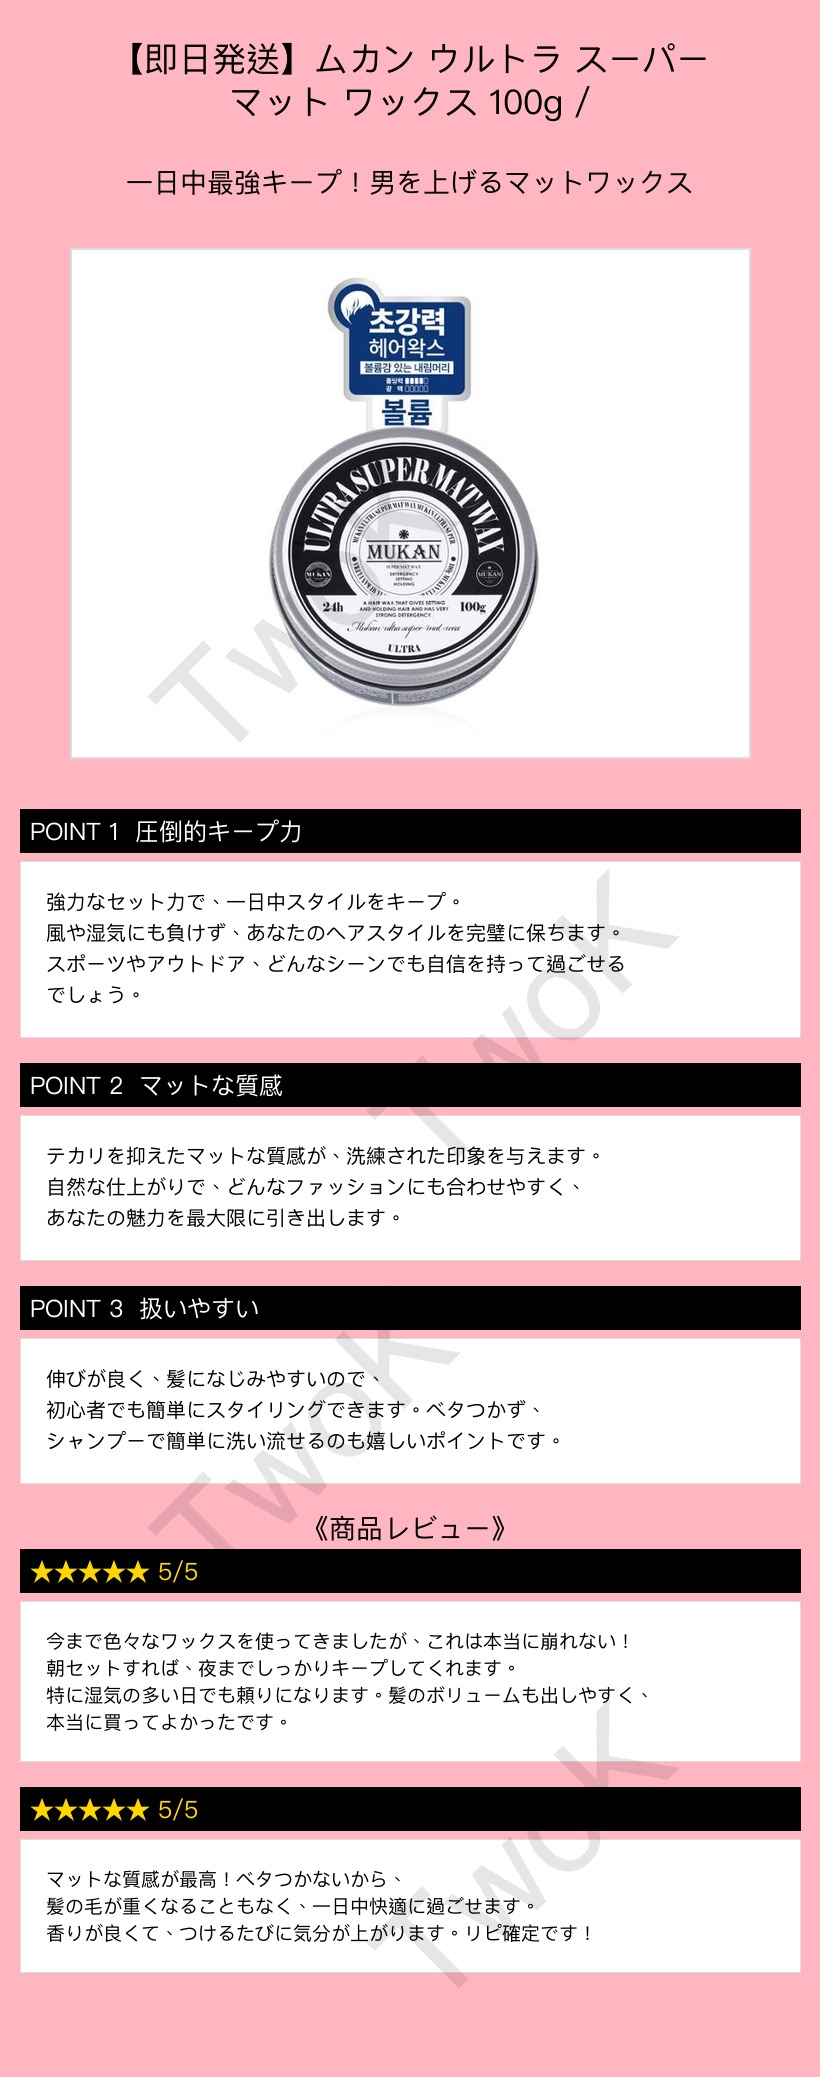 【即日発送】ムカン ウルトラ スーパー
マット ワックス 100g /
一日中最強キープ！男を上げるマットワックス
초강력
헤어왁스
볼륨감 있는 내림머리
홀딩력
광 택
볼륨
ULTRA SUPER MAT WAX
MUKAN
SUPER MAT WAX
DETERGENCY
SETTING
HOLDING
MUKAN
MUKAN
24h
A HAIR WAX THAT GIVES SETTING
AND HOLDING HAIR AND HAS VERY
STRONG DETERGENCY.
100g
Mukan ultra super mat wax
ULTRA
POINT 1 圧倒的キープ力
強力なセット力で、一日中スタイルをキープ。
風や湿気にも負けず、あなたのヘアスタイルを完璧に保ちます。
スポーツやアウトドア、どんなシーンでも自信を持って過ごせる
でしょう。
POINT 2 マットな質感
テカリを抑えたマットな質感が、洗練された印象を与えます。
自然な仕上がりで、どんなファッションにも合わせやすく、
あなたの魅力を最大限に引き出します。
POINT 3 扱いやすい
伸びが良く、髪になじみやすいので、
初心者でも簡単にスタイリングできます。ベタつかず、
シャンプーで簡単に洗い流せるのも嬉しいポイントです。
《商品レビュー》
★★★★★ 5/5
今まで色々なワックスを使ってきましたが、これは本当に崩れない！
朝セットすれば、夜までしっかりキープしてくれます。
特に湿気の多い日でも頼りになります。髪のボリュームも出しやすく、
本当に買ってよかったです。
★★★★★ 5/5
マットな質感が最高！ベタつかないから、
髪の毛が重くなることもなく、一日中快適に過ごせます。
香りが良くて、つけるたびに気分が上がります。リピ確定です！
TwoK
TwoK
TwoK
TwoK